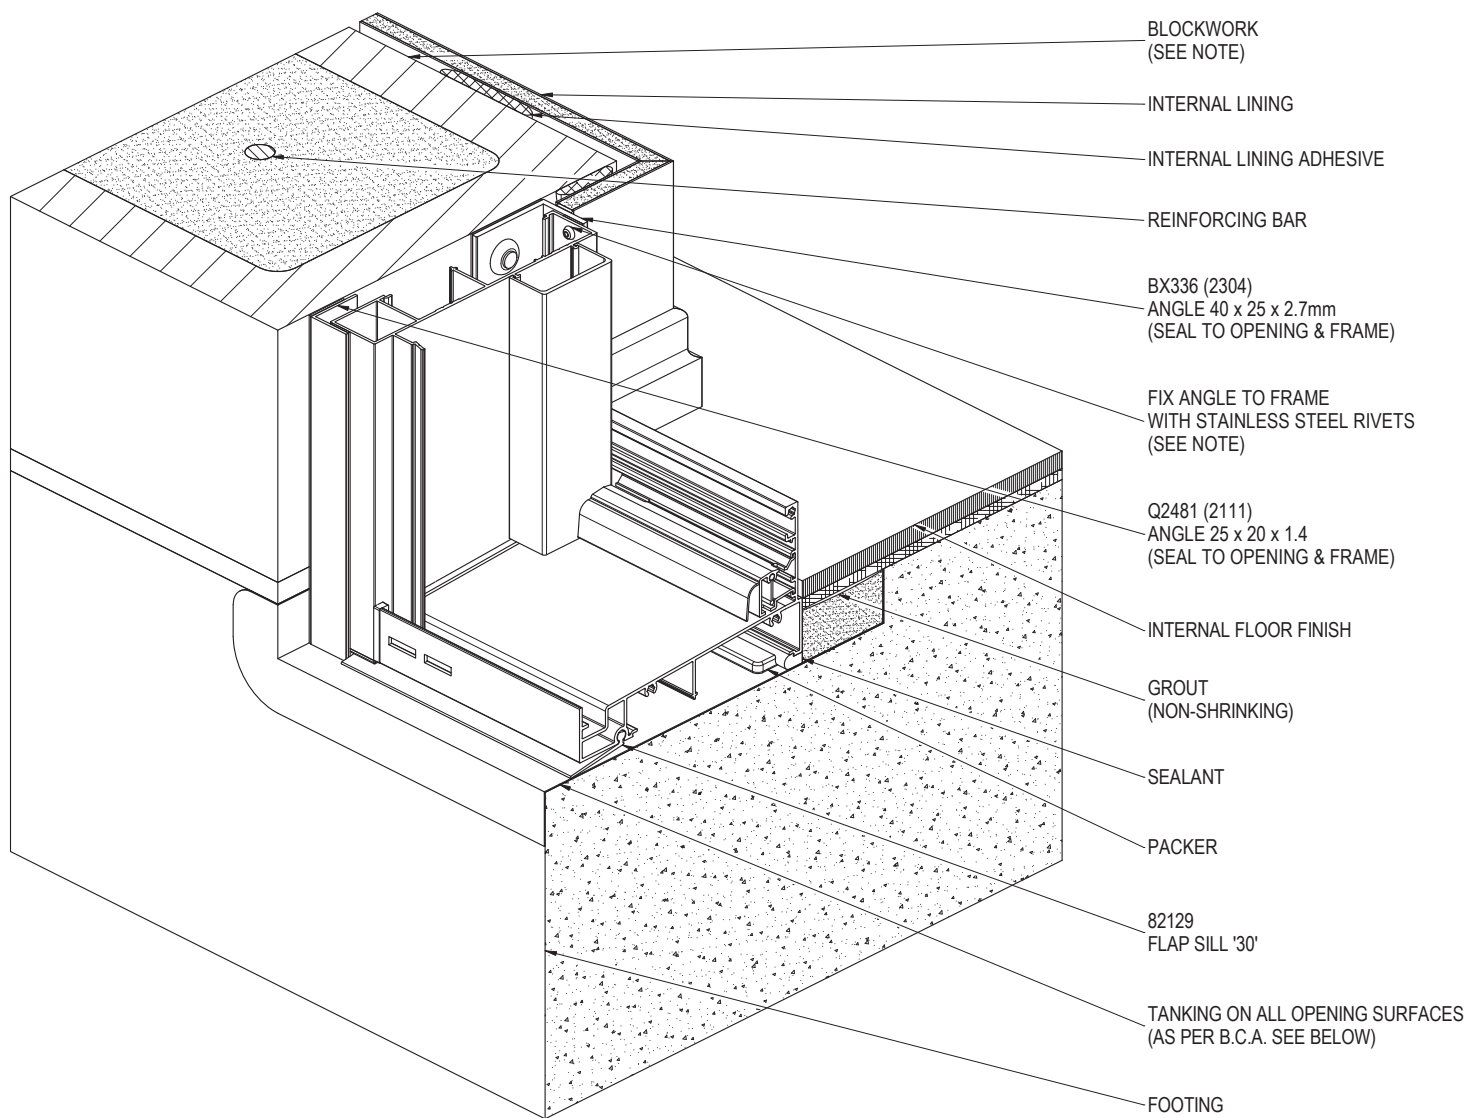 BLOCKWORK
(SEE NOTE)
INTERNAL LINING
INTERNAL LINING ADHESIVE
REINFORCING BAR
BX336 (2304)
ANGLE 40 x 25 x 2.7mm
(SEAL TO OPENING & FRAME)
FIX ANGLE TO FRAME
WITH STAINLESS STEEL RIVETS
(SEE NOTE)
Q2481 (2111)
ANGLE 25 x 20 x 1.4
(SEAL TO OPENING & FRAME)
INTERNAL FLOOR FINISH
GROUT
(NON-SHRINKING)
SEALANT
PACKER
82129
FLAP SILL '30'
TANKING ON ALL OPENING SURFACES
(AS PER B.C.A. SEE BELOW)
FOOTING